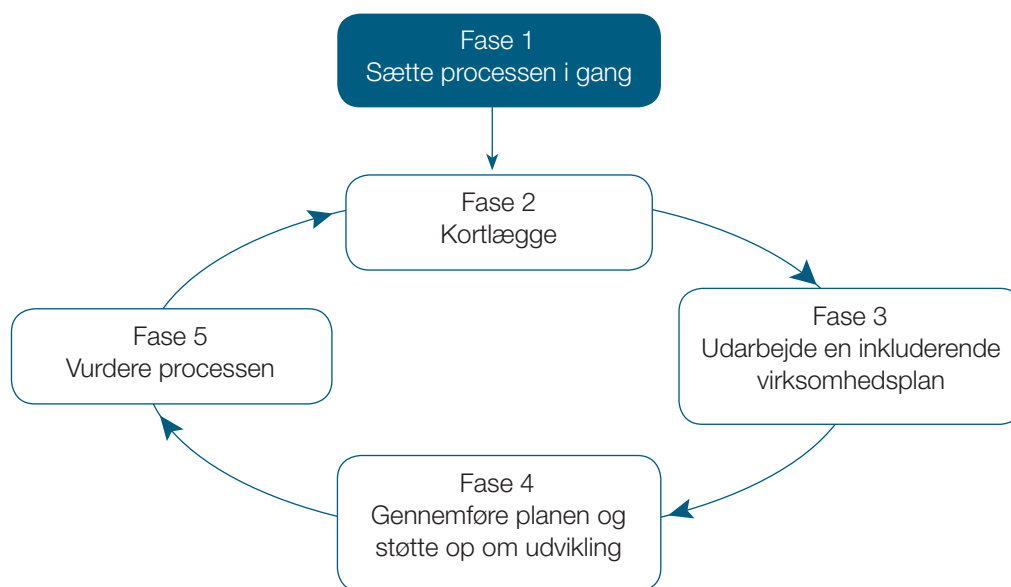 Fase 1
Sætte processen i gang
Fase 2
Kortlægge
Fase 3
Udarbejde en inkluderende
virksomhedsplan
Fase 4
Gennemføre planen og
støtte op om udvikling
Fase 5
Vurdere processen